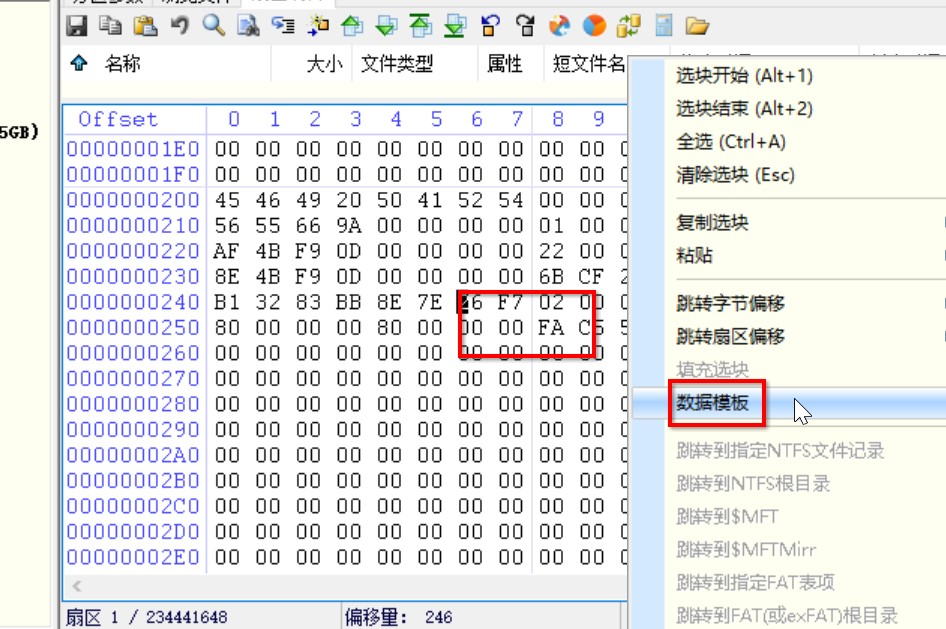 5GB)
名称 大小 文件类型 属性 短文件名
Offset 0 1 2 3 4 5 6 7 8 9
00000001E0 00 00 00 00 00 00 00 00 00 00
00000001F0 00 00 00 00 00 00 00 00 00 00
0000000200 45 46 49 20 50 41 52 54 00 00
0000000210 56 55 66 9A 00 00 00 00 01 00
0000000220 AF 4B F9 0D 00 00 00 00 22 00
0000000230 8E 4B F9 0D 00 00 00 00 6B CF
0000000240 B1 32 83 BB 8E 7E 6 F7 02 00
0000000250 80 00 00 00 80 00 00 00 FA C5
0000000260 00 00 00 00 00 00 00 00 00 00
0000000270 00 00 00 00 00 00 00 00 00 00
0000000280 00 00 00 00 00 00 00 00 00 00
0000000290 00 00 00 00 00 00 00 00 00 00
00000002A0 00 00 00 00 00 00 00 00 00 00
00000002B0 00 00 00 00 00 00 00 00 00 00
00000002C0 00 00 00 00 00 00 00 00 00 00
00000002D0 00 00 00 00 00 00 00 00 00 00
00000002E0 00 00 00 00 00 00 00 00 00 00
扇区 1 / 234441648 偏移量: 246
选块开始 (Alt+1)
选块结束 (Alt+2)
全选 (Ctrl+A)
清除选块 (Esc)
复制选块
粘贴
跳转字节偏移
跳转扇区偏移
填充选块
数据模板
跳转到指定NTFS文件记录
跳转到NTFS根目录
跳转到$MFT
跳转到$MFTMirr
跳转到指定FAT表项
跳转到FAT(或exFAT)根目录